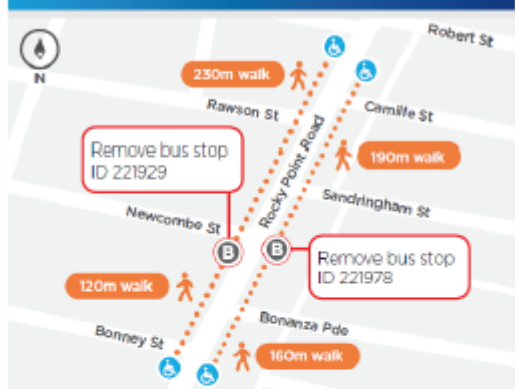 Robert St
N
230m walk
Rawson St
Camille St
Rocky Point Road
Remove bus stop
ID 221929
190m walk
Sandringham St
Newcombe St
B
B
Remove bus stop
ID 221978
120m walk
Bonanza Pde
Bonney St
160m walk